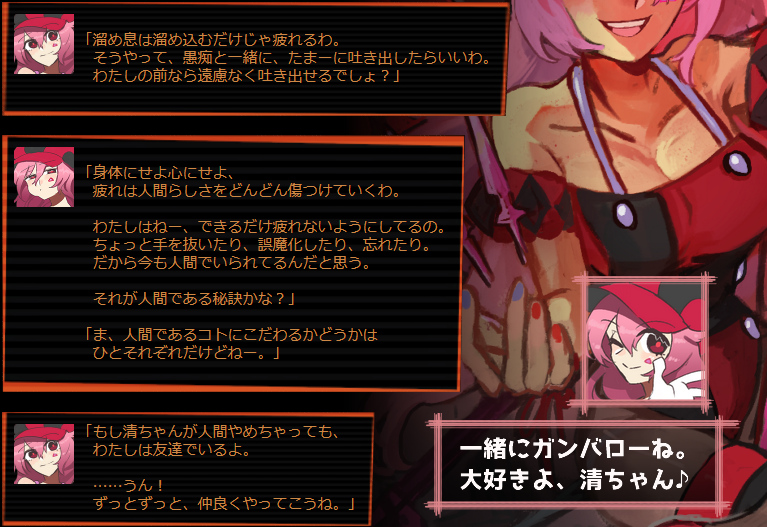 「溜め息は溜め込むだけじゃ疲れるわ。
そうやって、愚痴と一緒に、たまーに吐き出したらいいわ。
わたしの前なら遠慮なく吐き出せるでしょ？」
「身体にせよ心にせよ、
疲れは人間らしさをどんどん傷つけていくわ。
わたしはねー、できるだけ疲れないようにしてるの。
ちょっと手を抜いたり、誤魔化したり、忘れたり。
だから今も人間でいられてるんだと思う。
それが人間である秘訣かな？」
「ま、人間であるコトにこだわるかどうかは
ひとそれぞれだけどねー。」
「もし清ちゃんが人間やめちゃっても、
わたしは友達でいるよ。
……うん！
ずっとずっと、仲良くやってこうね。」
一緒にガンバローね。
大好きよ、清ちゃん♪